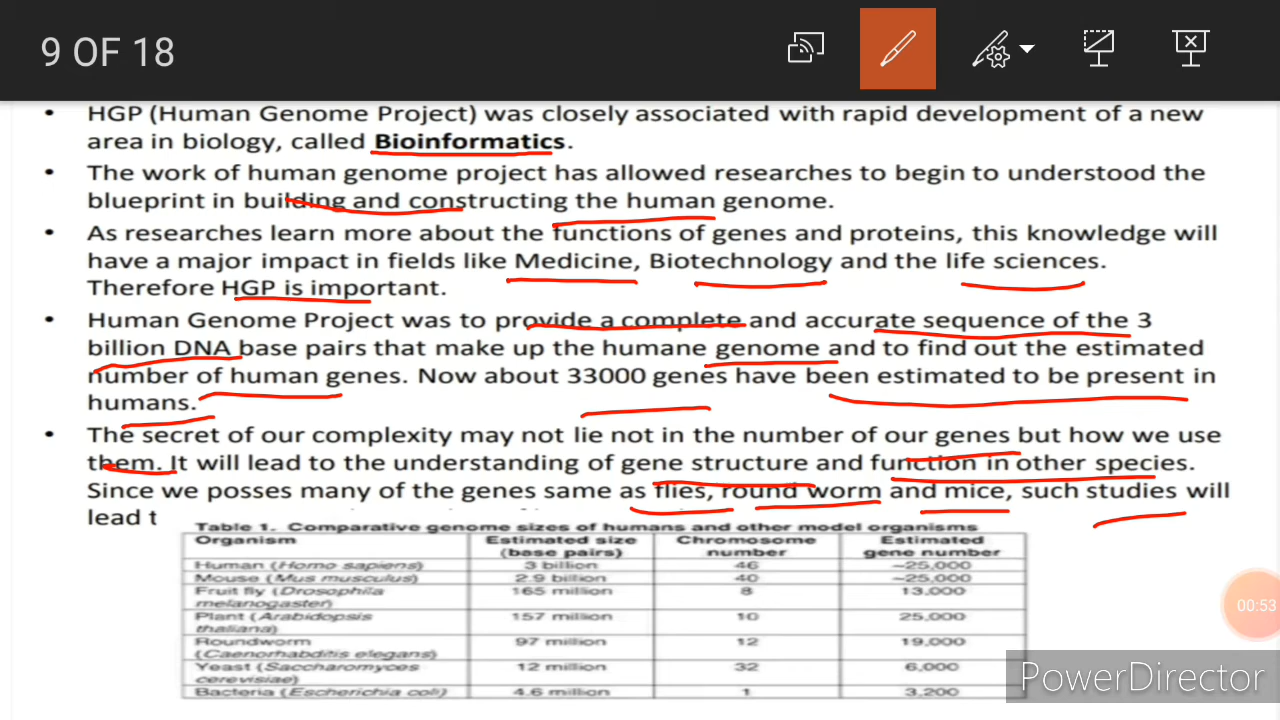 9 OF 18
• HGP (Human Genome Project) was closely associated with rapid development of a new
area in biology, called Bioinformatics.
• The work of human genome project has allowed researches to begin to understood the
blueprint in building and constructing the human genome.
• As researches learn more about the functions of genes and proteins, this knowledge will
have a major impact in fields like Medicine, Biotechnology and the life sciences.
Therefore HGP is important.
• Human Genome Project was to provide a complete and accurate sequence of the 3
billion DNA base pairs that make up the humane genome and to find out the estimated
number of human genes. Now about 33000 genes have been estimated to be present in
humans.
• The secret of our complexity may not lie not in the number of our genes but how we use
them. It will lead to the understanding of gene structure and function in other species.
Since we posses many of the genes same as flies, round worm and mice, such studies will
lead t
Table 1. Comparative genome sizes of humans and other model organisms
Organism Estimated size (base pairs) Chromosome number Estimated gene number
Human (Homo sapiens) 3 billion 46 ~25,000
Mouse (Mus musculus) 2.9 billion 40 ~25,000
Fruit fly (Drosophila melanogaster) 165 million 8 13,000
Plant (Arabidopsis thaliana) 157 million 10 25,000
Roundworm (Caenorhabditis elegans) 97 million 12 19,000
Yeast (Saccharomyces cerevisiae) 12 million 32 6,000
Bacteria (Escherichia coli) 4.6 million 1 3,200
00:53
PowerDirector